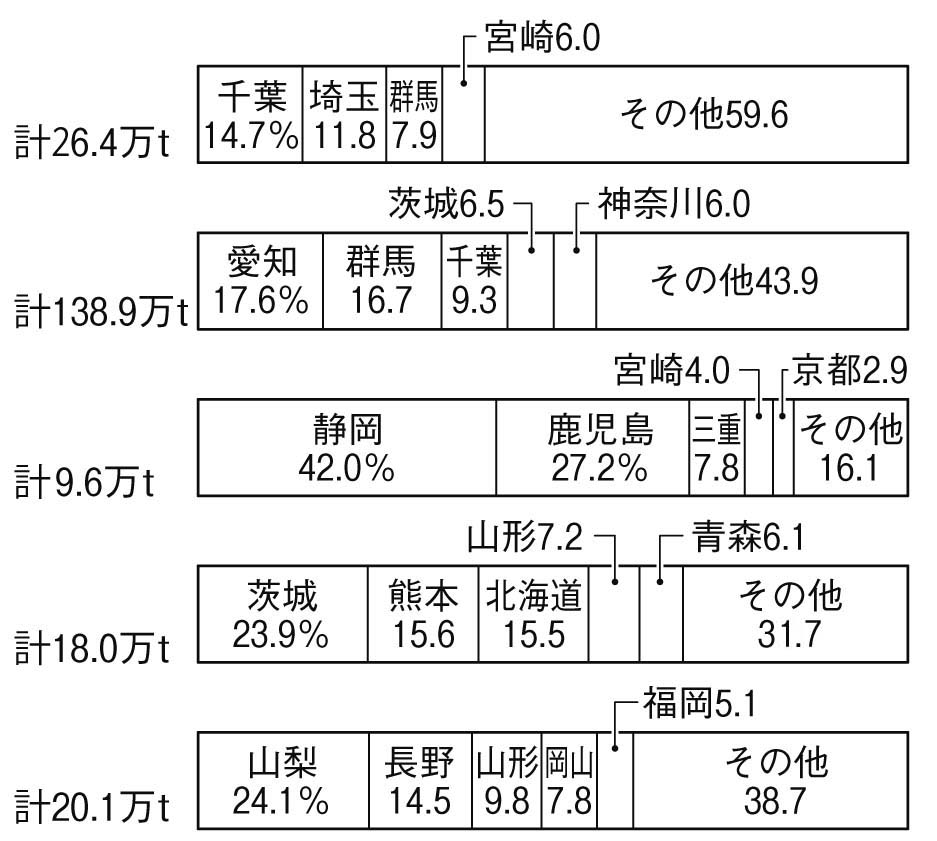 宮崎6.0
千葉 埼玉 群馬
14.7% 11.8 7.9
その他59.6
計26.4万t
茨城6.5 神奈川6.0
愛知 群馬 千葉
17.6% 16.7 9.3
その他43.9
計138.9万t
宮崎4.0 京都2.9
静岡 鹿児島 三重 その他
42.0% 27.2% 7.8 16.1
計9.6万t
山形7.2 青森6.1
茨城 熊本 北海道 その他
23.9% 15.6 15.5 31.7
計18.0万t
福岡5.1
山梨 長野 山形 岡山 その他
24.1% 14.5 9.8 7.8 38.7
計20.1万t